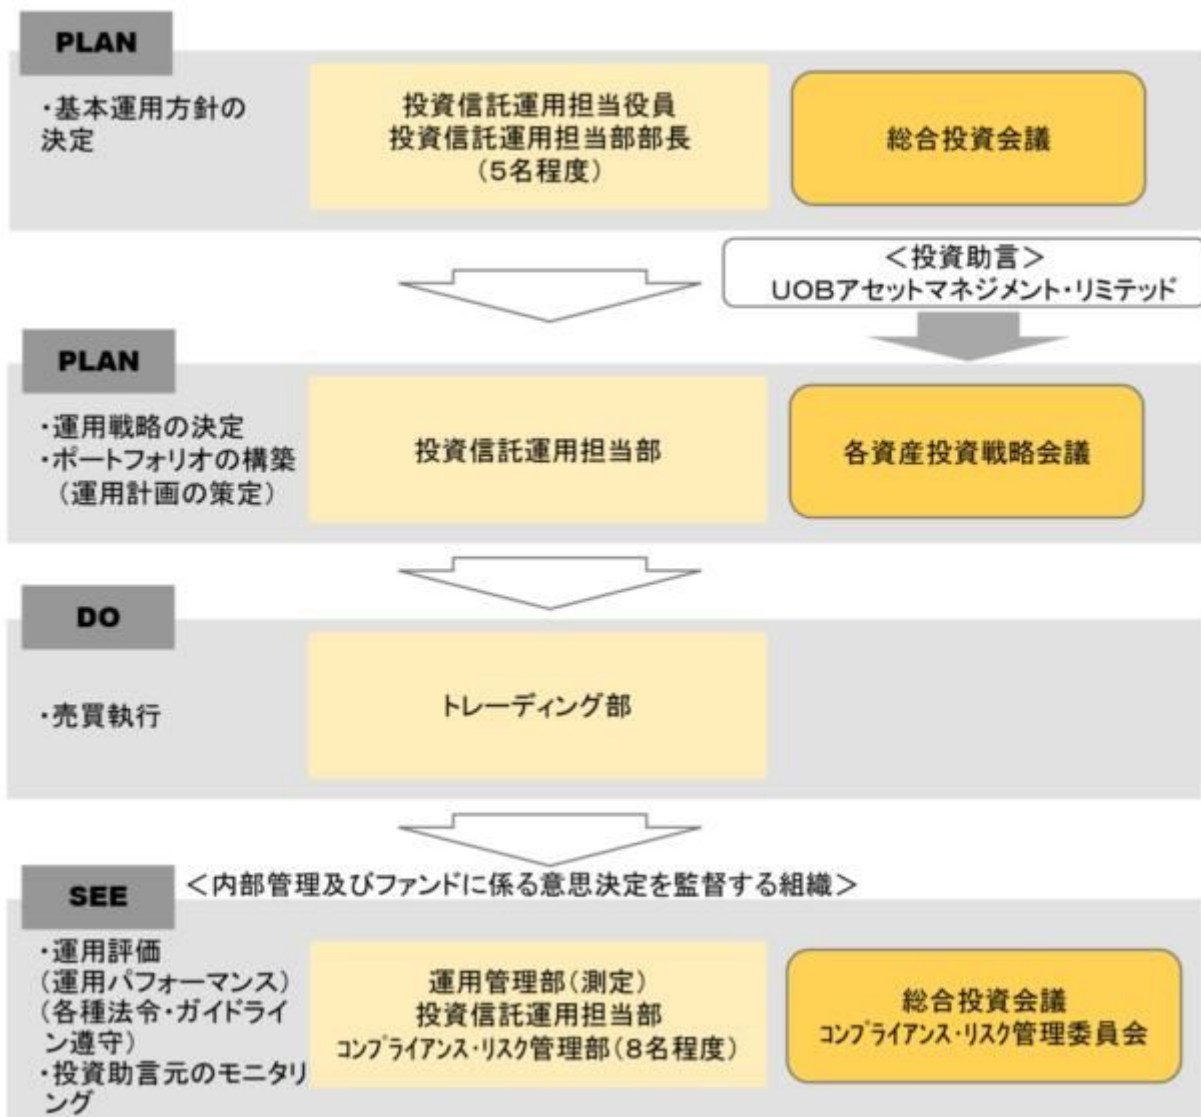 PLAN
・基本運用方針の
決定
投資信託運用担当役員
投資信託運用担当部部長
(5名程度)
総合投資会議
＜投資助言＞
UOBアセットマネジメント・リミテッド
PLAN
・運用戦略の決定
・ポートフォリオの構築
(運用計画の策定)
投資信託運用担当部
各資産投資戦略会議
DO
・売買執行
トレーディング部
SEE
＜内部管理及びファンドに係る意思決定を監督する組織＞
・運用評価
(運用パフォーマンス)
(各種法令・ガイドライ
ン遵守)
・投資助言元のモニタリ
ング
運用管理部(測定)
投資信託運用担当部
コンプライアンス・リスク管理部(8名程度)
総合投資会議
コンプライアンス・リスク管理委員会